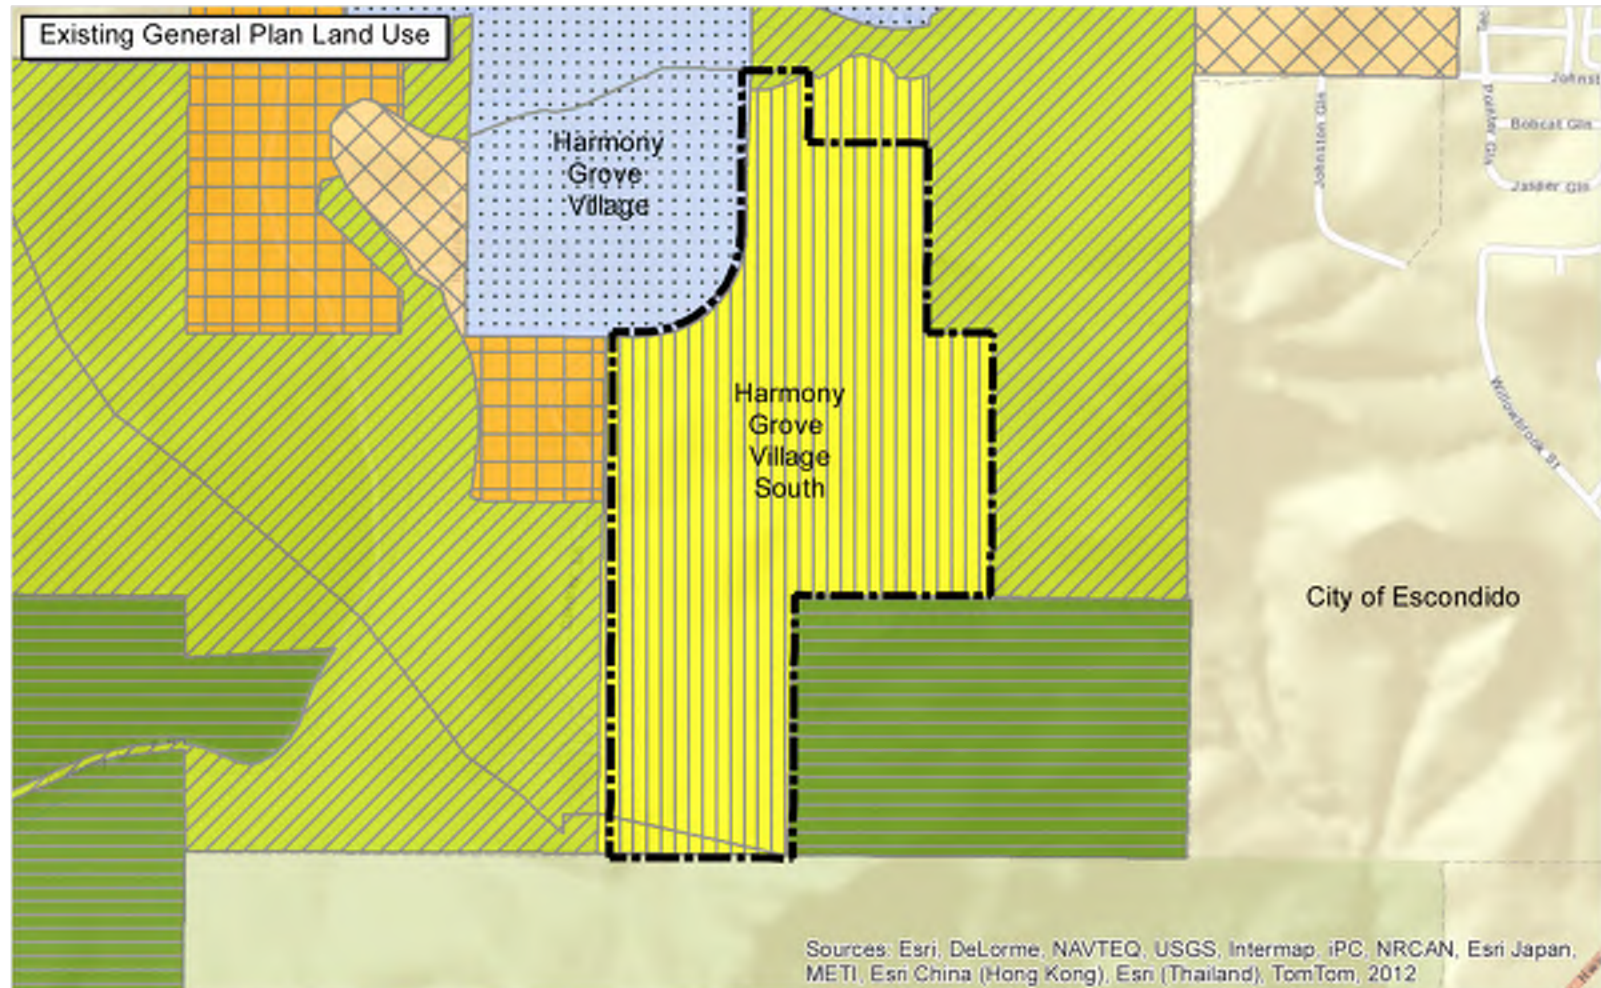 Existing General Plan Land Use
Harmony
Grove
Village
Johnst
Johnston Gln
Bobcat Gln
Jasper Gln
Harmony
Grove
Village
South
Willowbrook St
City of Escondido
Sources: Esri, DeLorme, NAVTEQ, USGS, Intermap, iPC, NRCAN, Esri Japan,
METI, Esri China (Hong Kong), Esri (Thailand), TomTom, 2012